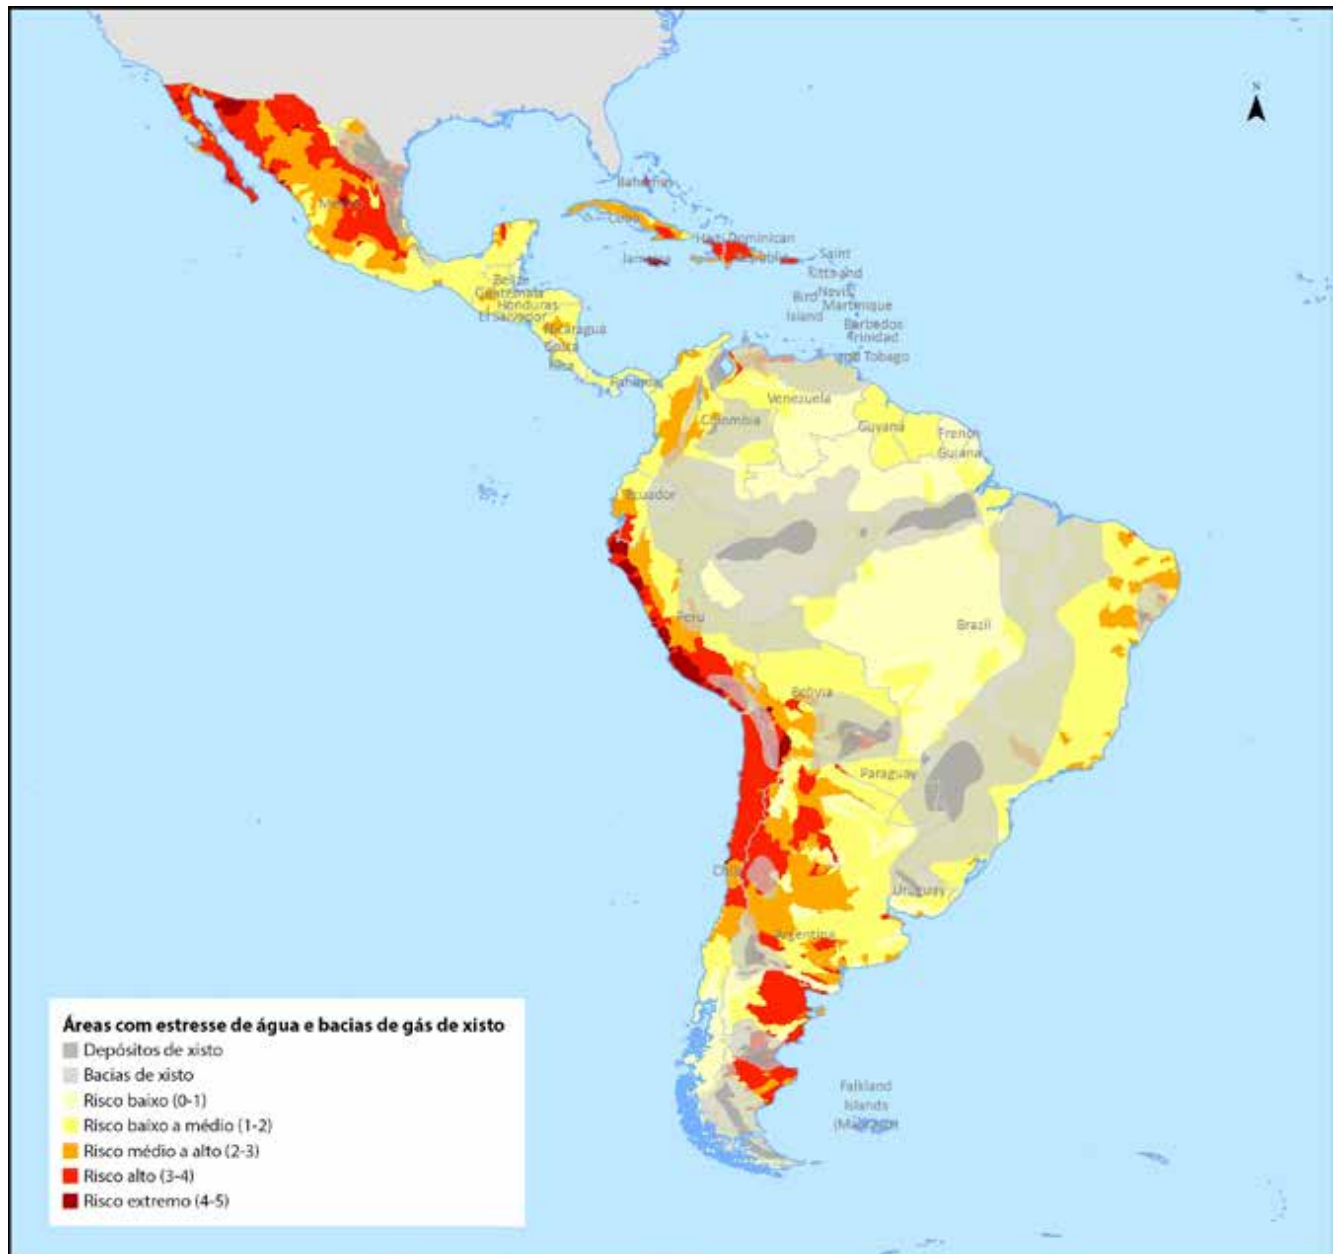 N
Bahamas
Mexico
Cuba
Haiti Dominican
Republic
Jamaica
Saint
Kitts and
Nevis
Belize
Guatemala
Honduras
El Salvador
Bird
Island
Martinique
Nicaragua
Barbedos
Trinidad
and Tobago
Costa
Rica
Panama
Venezuela
Colombia
Guyana
French
Guiana
Ecuador
Peru
Brazil
Bolivia
Paraguay
Chile
Uruguay
Argentina
Falkland
Islands
Áreas com estresse de água e bacias de gás de xisto
Depósitos de xisto
Bacias de xisto
Risco baixo (0-1)
Risco baixo a médio (1-2)
Risco médio a alto (2-3)
Risco alto (3-4)
Risco extremo (4-5)